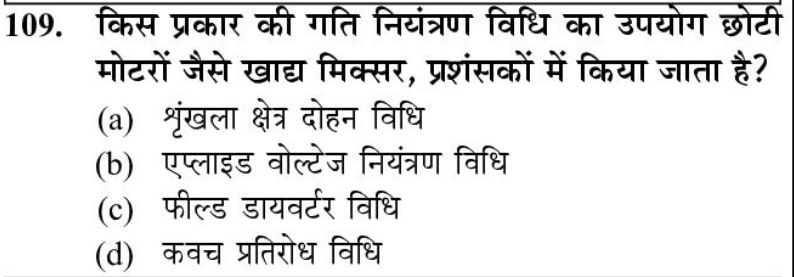 109. किस प्रकार की गति नियंत्रण विधि का उपयोग छोटी
मोटरों जैसे खाद्य मिक्सर, प्रशंसकों में किया जाता है?
(a) शृंखला क्षेत्र दोहन विधि
(b) एप्लाइड वोल्टेज नियंत्रण विधि
(c) फील्ड डायवर्टर विधि
(d) कवच प्रतिरोध विधि